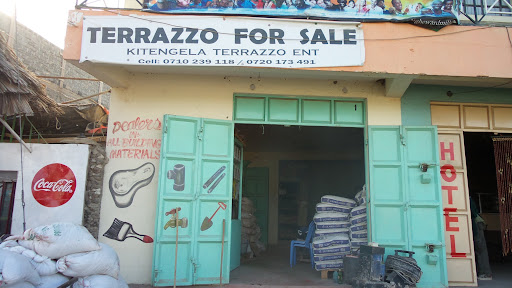 TERRAZZO FOR SALE
KITENGELA TERRAZZO ENT
Cell: 0710 239 118 / 0720 173 491
1
Dealers
in
ALL BUILDING
MATERIALS
Coca-Cola
HOTEL